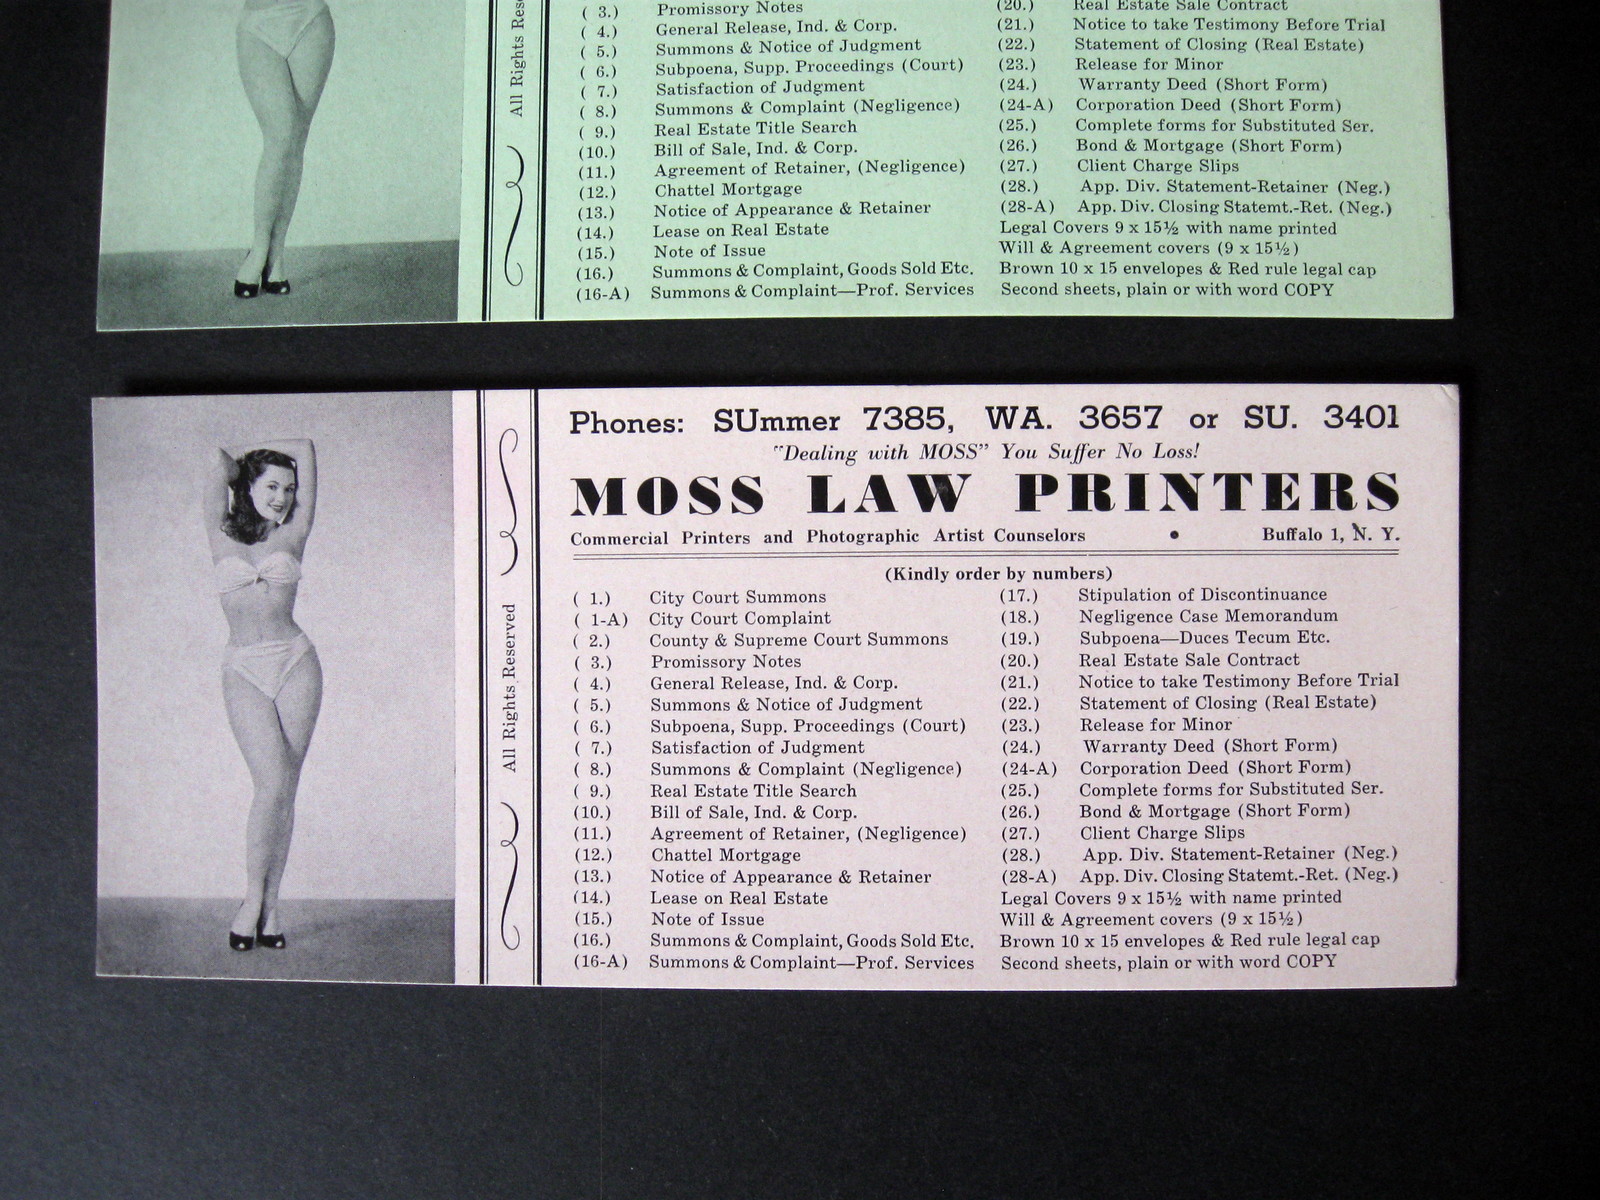 ( 3.) Promissory Notes
( 4.) General Release, Ind. & Corp.
( 5.) Summons & Notice of Judgment
( 6.) Subpoena, Supp. Proceedings (Court)
( 7.) Satisfaction of Judgment
( 8.) Summons & Complaint (Negligence)
( 9.) Real Estate Title Search
(10.) Bill of Sale, Ind. & Corp.
(11.) Agreement of Retainer, (Negligence)
(12.) Chattel Mortgage
(13.) Notice of Appearance & Retainer
(14.) Lease on Real Estate
(15.) Note of Issue
(16.) Summons & Complaint, Goods Sold Etc.
(16-A) Summons & Complaint—Prof. Services
(20.) Real Estate Sale Contract
(21.) Notice to take Testimony Before Trial
(22.) Statement of Closing (Real Estate)
(23.) Release for Minor
(24.) Warranty Deed (Short Form)
(24-A) Corporation Deed (Short Form)
(25.) Complete forms for Substituted Ser.
(26.) Bond & Mortgage (Short Form)
(27.) Client Charge Slips
(28.) App. Div. Statement-Retainer (Neg.)
(28-A) App. Div. Closing Statemt.-Ret. (Neg.)
Legal Covers 9 x 15½ with name printed
Will & Agreement covers (9 x 15½)
Brown 10 x 15 envelopes & Red rule legal cap
Second sheets, plain or with word COPY
All Rights
Phones: SUmmer 7385, WA. 3657 or SU. 3401
"Dealing with MOSS" You Suffer No Loss!
MOSS LAW PRINTERS
Commercial Printers and Photographic Artist Counselors • Buffalo 1, N. Y.
(Kindly order by numbers)
( 1.) City Court Summons
( 1-A) City Court Complaint
( 2.) County & Supreme Court Summons
( 3.) Promissory Notes
( 4.) General Release, Ind. & Corp.
( 5.) Summons & Notice of Judgment
( 6.) Subpoena, Supp. Proceedings (Court)
( 7.) Satisfaction of Judgment
( 8.) Summons & Complaint (Negligence)
( 9.) Real Estate Title Search
(10.) Bill of Sale, Ind. & Corp.
(11.) Agreement of Retainer, (Negligence)
(12.) Chattel Mortgage
(13.) Notice of Appearance & Retainer
(14.) Lease on Real Estate
(15.) Note of Issue
(16.) Summons & Complaint, Goods Sold Etc.
(16-A) Summons & Complaint—Prof. Services
(17.) Stipulation of Discontinuance
(18.) Negligence Case Memorandum
(19.) Subpoena—Duces Tecum Etc.
(20.) Real Estate Sale Contract
(21.) Notice to take Testimony Before Trial
(22.) Statement of Closing (Real Estate)
(23.) Release for Minor
(24.) Warranty Deed (Short Form)
(24-A) Corporation Deed (Short Form)
(25.) Complete forms for Substituted Ser.
(26.) Bond & Mortgage (Short Form)
(27.) Client Charge Slips
(28.) App. Div. Statement-Retainer (Neg.)
(28-A) App. Div. Closing Statemt.-Ret. (Neg.)
Legal Covers 9 x 15½ with name printed
Will & Agreement covers (9 x 15½)
Brown 10 x 15 envelopes & Red rule legal cap
Second sheets, plain or with word COPY
All Rights Reserved